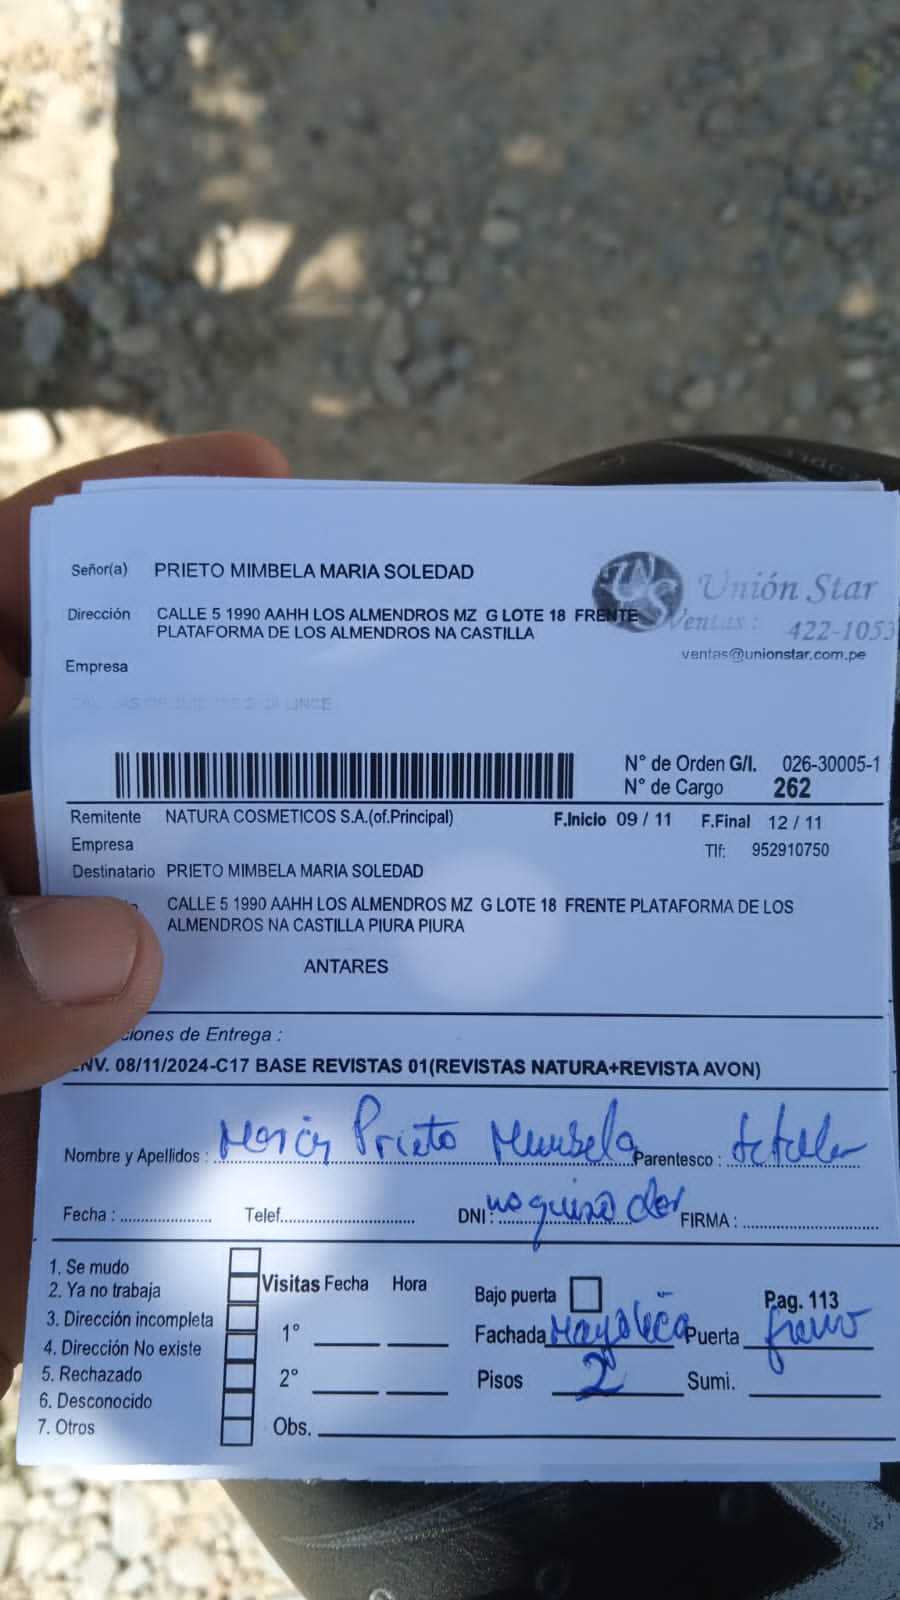 Señor(a) PRIETO MIMBELA MARIA SOLEDAD
Unión Star
Dirección CALLE 5 1990 AAHH LOS ALMENDROS MZ G LOTE 18 FRENTE
PLATAFORMA DE LOS ALMENDROS NA CASTILLA
Ventas: 422-1053
ventas@unionstar.com.pe
Empresa
N° de Orden G/I. 026-30005-1
N° de Cargo 262
Remitente NATURA COSMETICOS S.A.(of.Principal) F.Inicio 09 / 11 F.Final 12 / 11
Empresa
Tlf: 952910750
Destinatario PRIETO MIMBELA MARIA SOLEDAD
CALLE 5 1990 AAHH LOS ALMENDROS MZ G LOTE 18 FRENTE PLATAFORMA DE LOS
ALMENDROS NA CASTILLA PIURA PIURA
ANTARES
ciones de Entrega :
ENV. 08/11/2024-C17 BASE REVISTAS 01(REVISTAS NATURA+REVISTA AVON)
Nombre y Apellidos : Maria Prieto Mimbela Parentesco : titular
Fecha : Telef. DNI : no quiso dar FIRMA :
1. Se mudo
2. Ya no trabaja
3. Dirección incompleta
4. Dirección No existe
5. Rechazado
6. Desconocido
7. Otros
Visitas Fecha Hora
1°
2°
Obs.
Bajo puerta Pag. 113
Fachada Mayolica Puerta fierro
Pisos 2 Sumi.